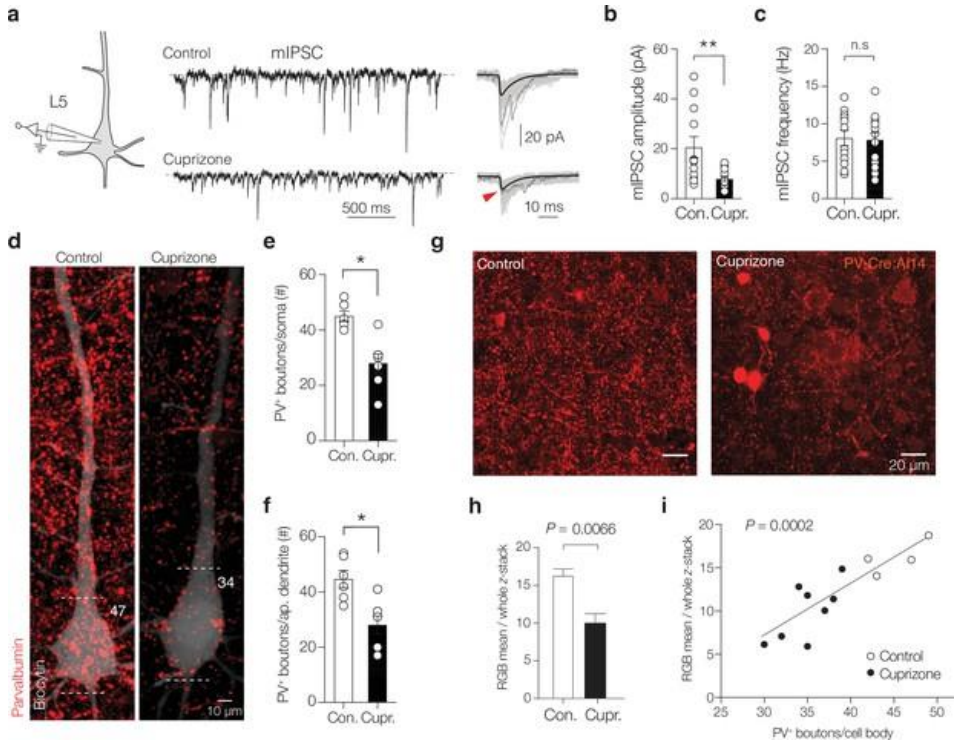 a
Control
mIPSC
L5
20 pA
Cuprizone
500 ms
10 ms
b
mIPSC amplitude (pA)
**
60
40
20
0
Con. Cupr.
c
mIPSC frequency (Hz)
n.s
20
15
10
5
0
Con. Cupr.
d
Control
Cuprizone
47
34
10 µm
Parvalbumin
Biocytin
e
PV+ boutons/soma (#)
*
60
40
20
0
Con. Cupr.
f
PV+ boutons/ap. dendrite (#)
*
60
40
20
0
Con. Cupr.
g
Control
Cuprizone
PV-Cre;Ai14
20 µm
h
RGB mean / whole z-stack
P = 0.0066
20
15
10
5
0
Con. Cupr.
i
RGB mean / whole z-stack
P = 0.0002
20
15
10
5
0
25 30 35 40 45 50
Control
Cuprizone
PV+ boutons/cell body